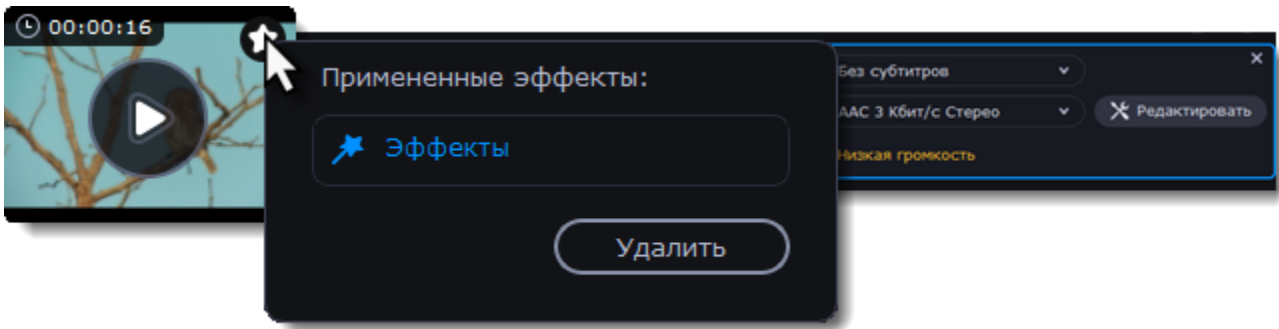 00:00:16
Примененные эффекты:
Эффекты
Удалить
Без субтитров
AAC 3 Кбит/с Стерео
Редактировать
Низкая громкость